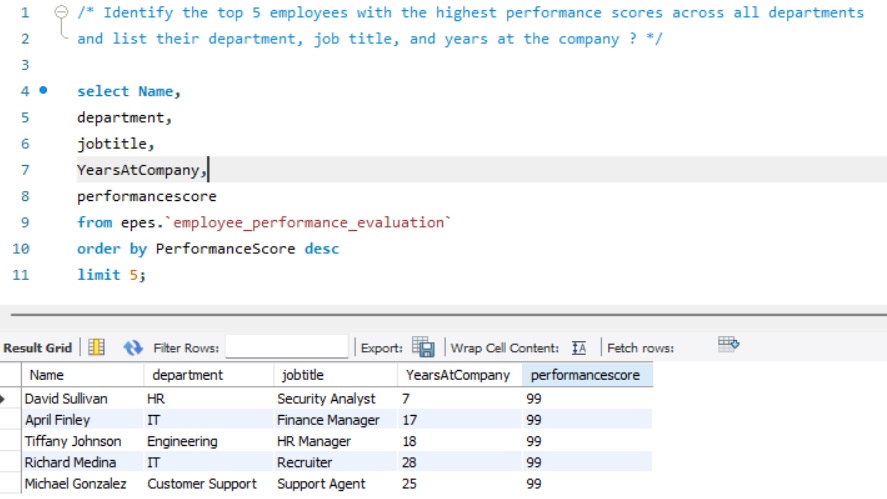 1 /* Identify the top 5 employees with the highest performance scores across all departments
2 and list their department, job title, and years at the company ? */
3
4 select Name,
5 department,
6 jobtitle,
7 YearsAtCompany,
8 performancescore
9 from epes.`employee_performance_evaluation`
10 order by PerformanceScore desc
11 limit 5;
Result Grid Filter Rows: Export: Wrap Cell Content: IA Fetch rows:
Name department jobtitle YearsAtCompany performancescore
David Sullivan HR Security Analyst 7 99
April Finley IT Finance Manager 17 99
Tiffany Johnson Engineering HR Manager 18 99
Richard Medina IT Recruiter 28 99
Michael Gonzalez Customer Support Support Agent 25 99